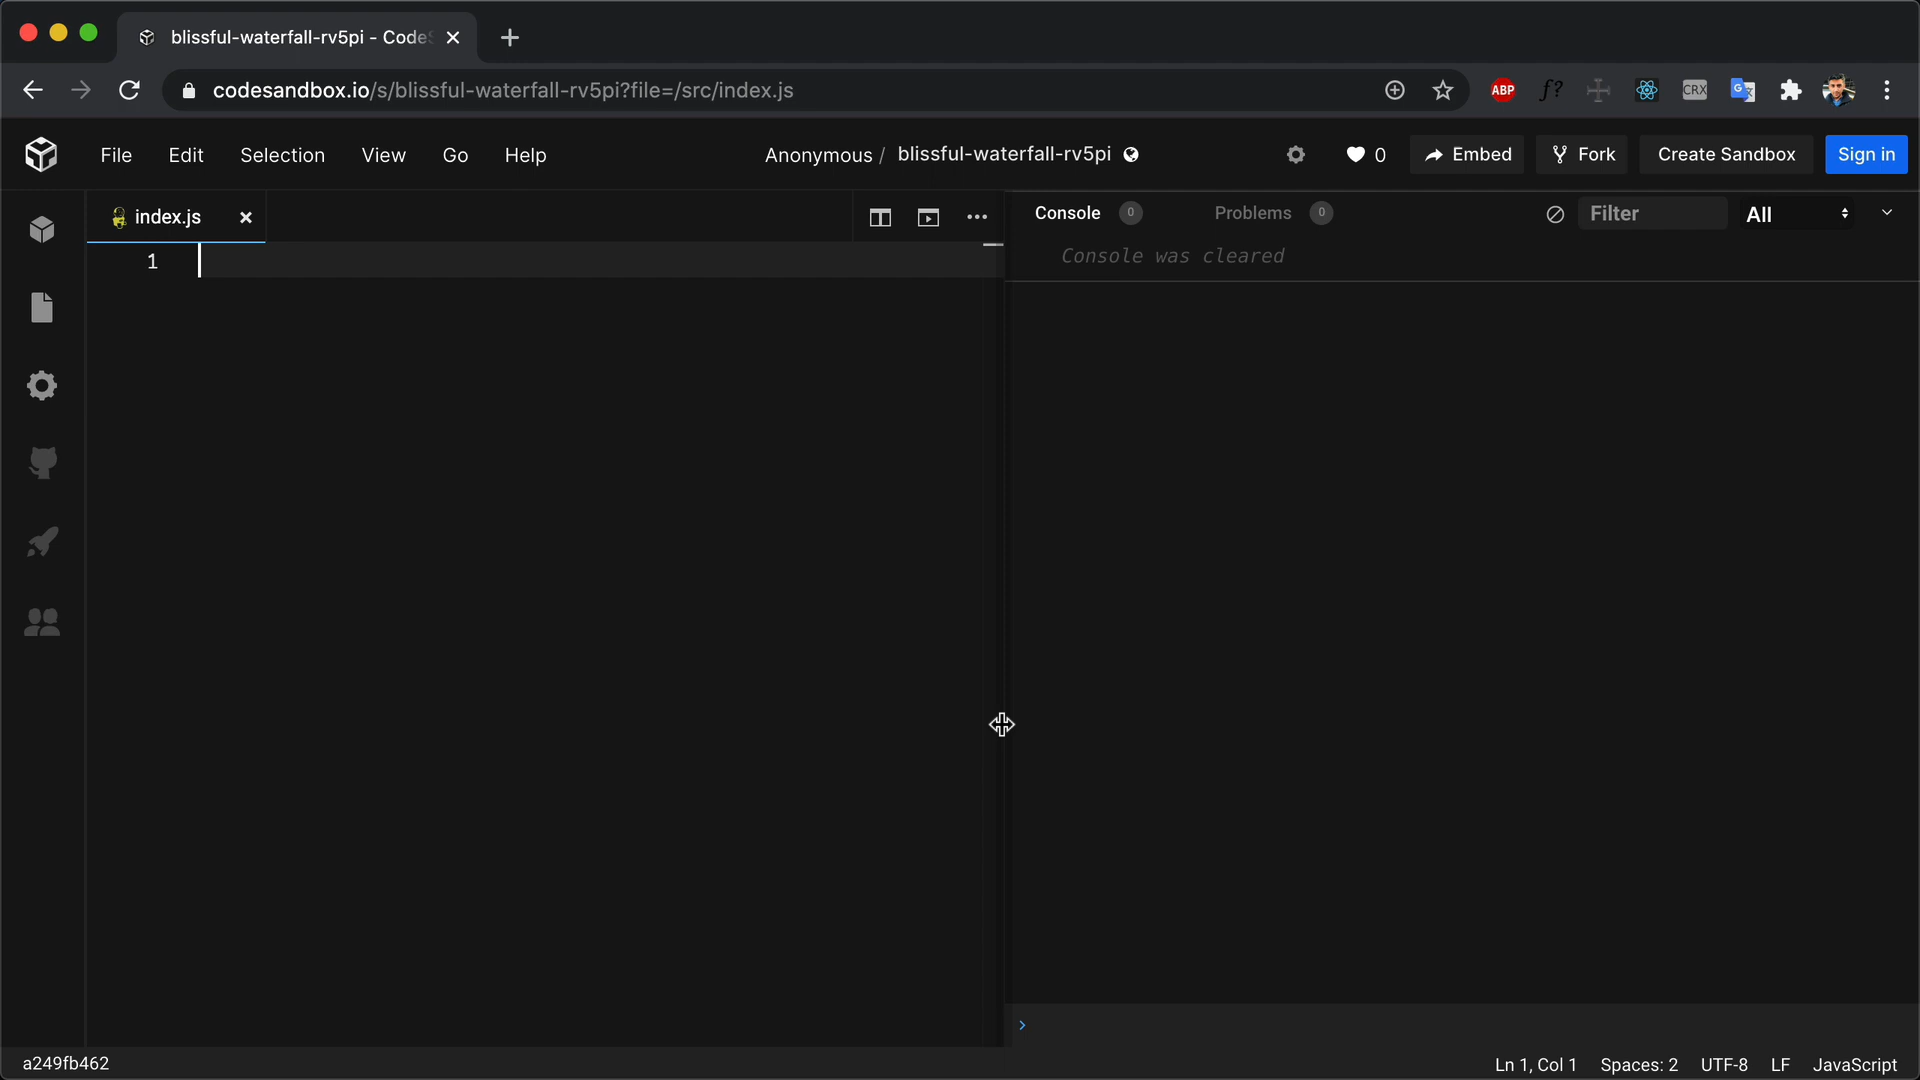 blissful-waterfall-rv5pi - Code
codesandbox.io/s/blissful-waterfall-rv5pi?file=/src/index.js
ABP
f?
CRX
G
File Edit Selection View Go Help
Anonymous / blissful-waterfall-rv5pi
0
Embed
Fork
Create Sandbox
Sign in
index.js
Console 0 Problems 0
Filter
All
1
Console was cleared
a249fb462
Ln 1, Col 1 Spaces: 2 UTF-8 LF JavaScript